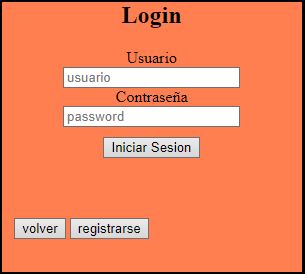 Login
Usuario
usuario
Contraseña
password
Iniciar Sesion
volver registrarse